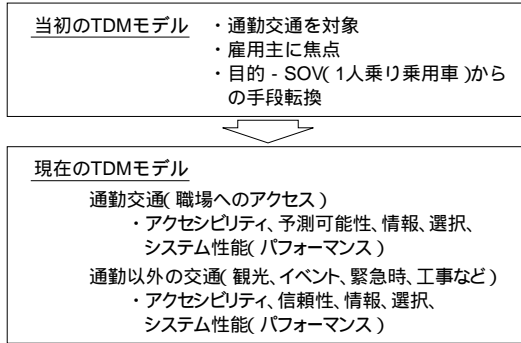 当初のTDMモデル ・通勤交通を対象
・雇用主に焦点
・目的 - SOV(1人乗り乗用車)から
の手段転換
現在のTDMモデル
通勤交通(職場へのアクセス)
・アクセシビリティ、予測可能性、情報、選択、
システム性能(パフォーマンス)
通勤以外の交通(観光、イベント、緊急時、工事など)
・アクセシビリティ、信頼性、情報、選択、
システム性能(パフォーマンス)